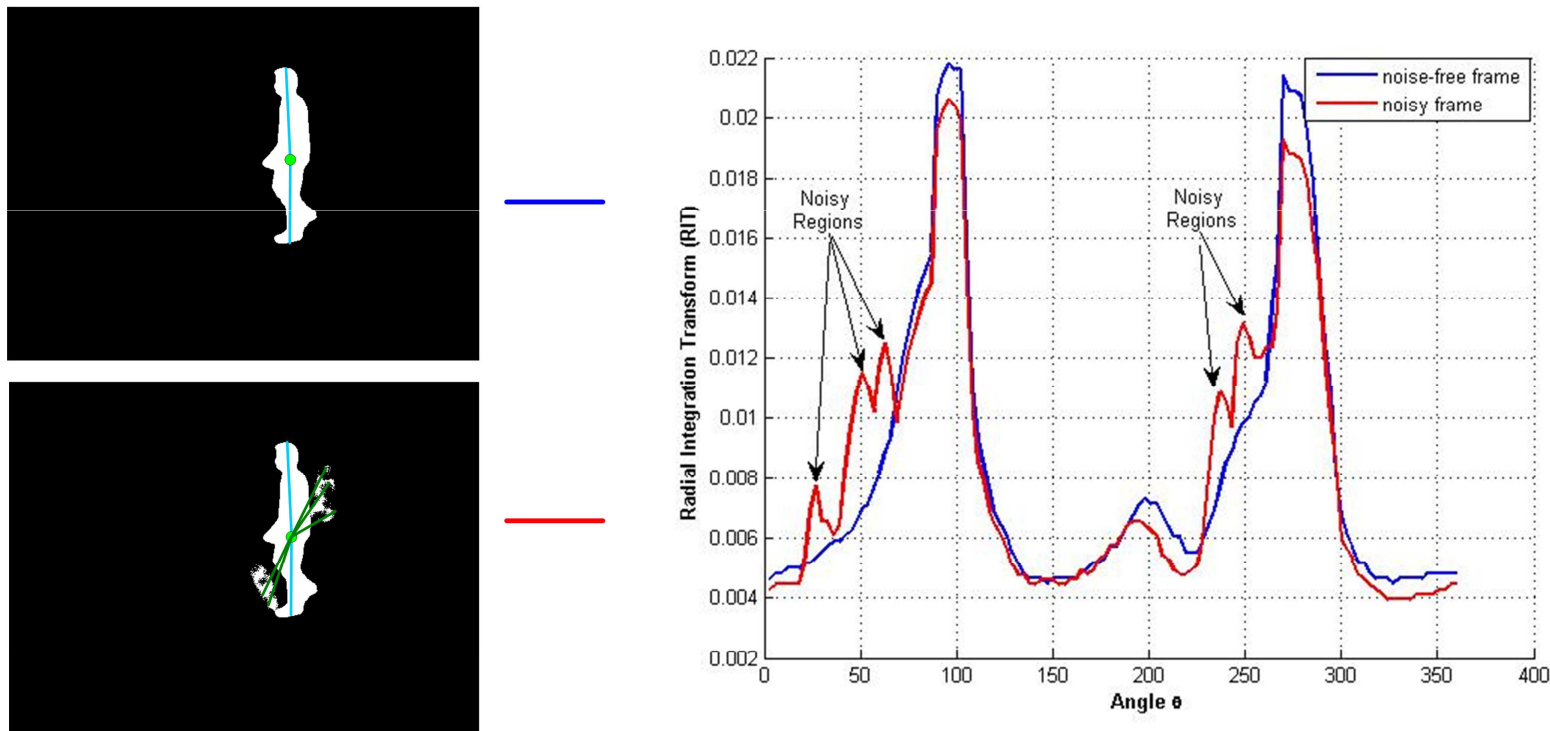 noise-free frame
noisy frame
Noisy
Regions
Noisy
Regions
Radial Integration Transform (RIT)
0.022
0.02
0.018
0.016
0.014
0.012
0.01
0.008
0.006
0.004
0.002
0
50
100
150
200
250
300
350
400
Angle θ